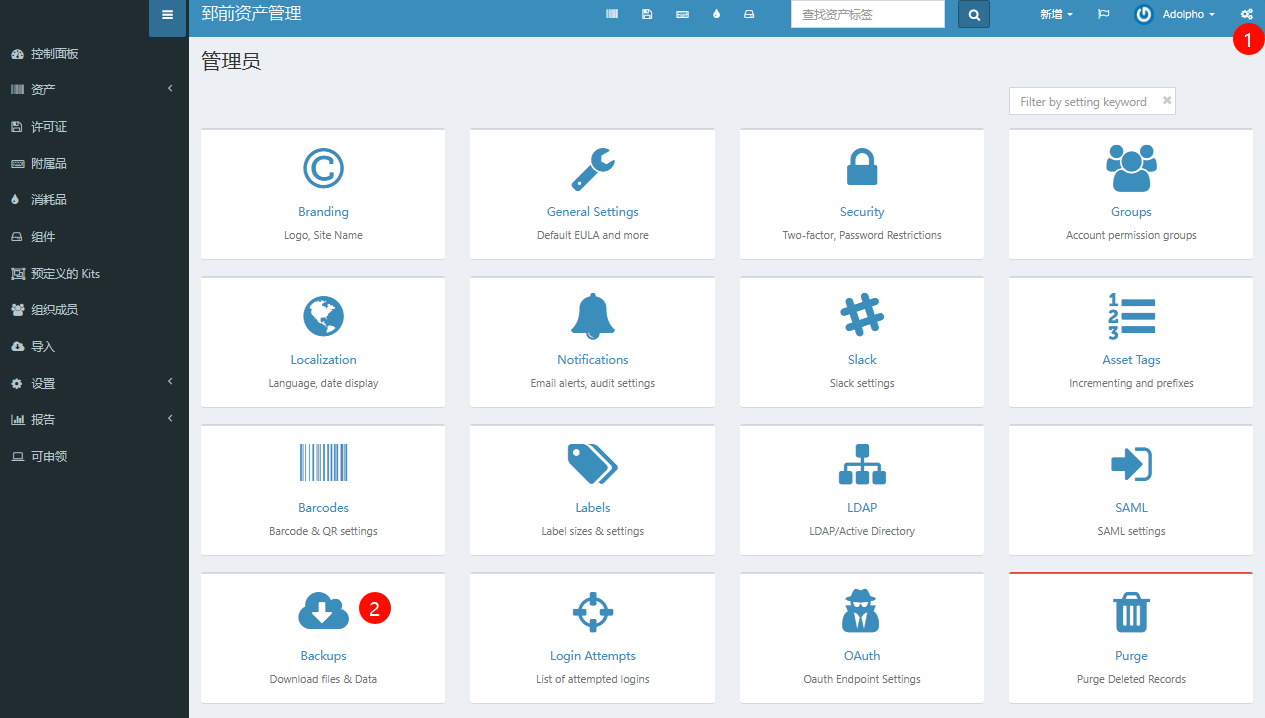 郅前资产管理
查找资产标签
新增
Adolpho
1
控制面板
资产
许可证
附属品
消耗品
组件
预定义的 Kits
组织成员
导入
设置
报告
可申领
管理员
Filter by setting keyword
Branding
Logo, Site Name
General Settings
Default EULA and more
Security
Two-factor, Password Restrictions
Groups
Account permission groups
Localization
Language, date display
Notifications
Email alerts, audit settings
Slack
Slack settings
1
2
3
Asset Tags
Incrementing and prefixes
Barcodes
Barcode & QR settings
Labels
Label sizes & settings
LDAP
LDAP/Active Directory
SAML
SAML settings
2
Backups
Download files & Data
Login Attempts
List of attempted logins
OAuth
Oauth Endpoint Settings
Purge
Purge Deleted Records